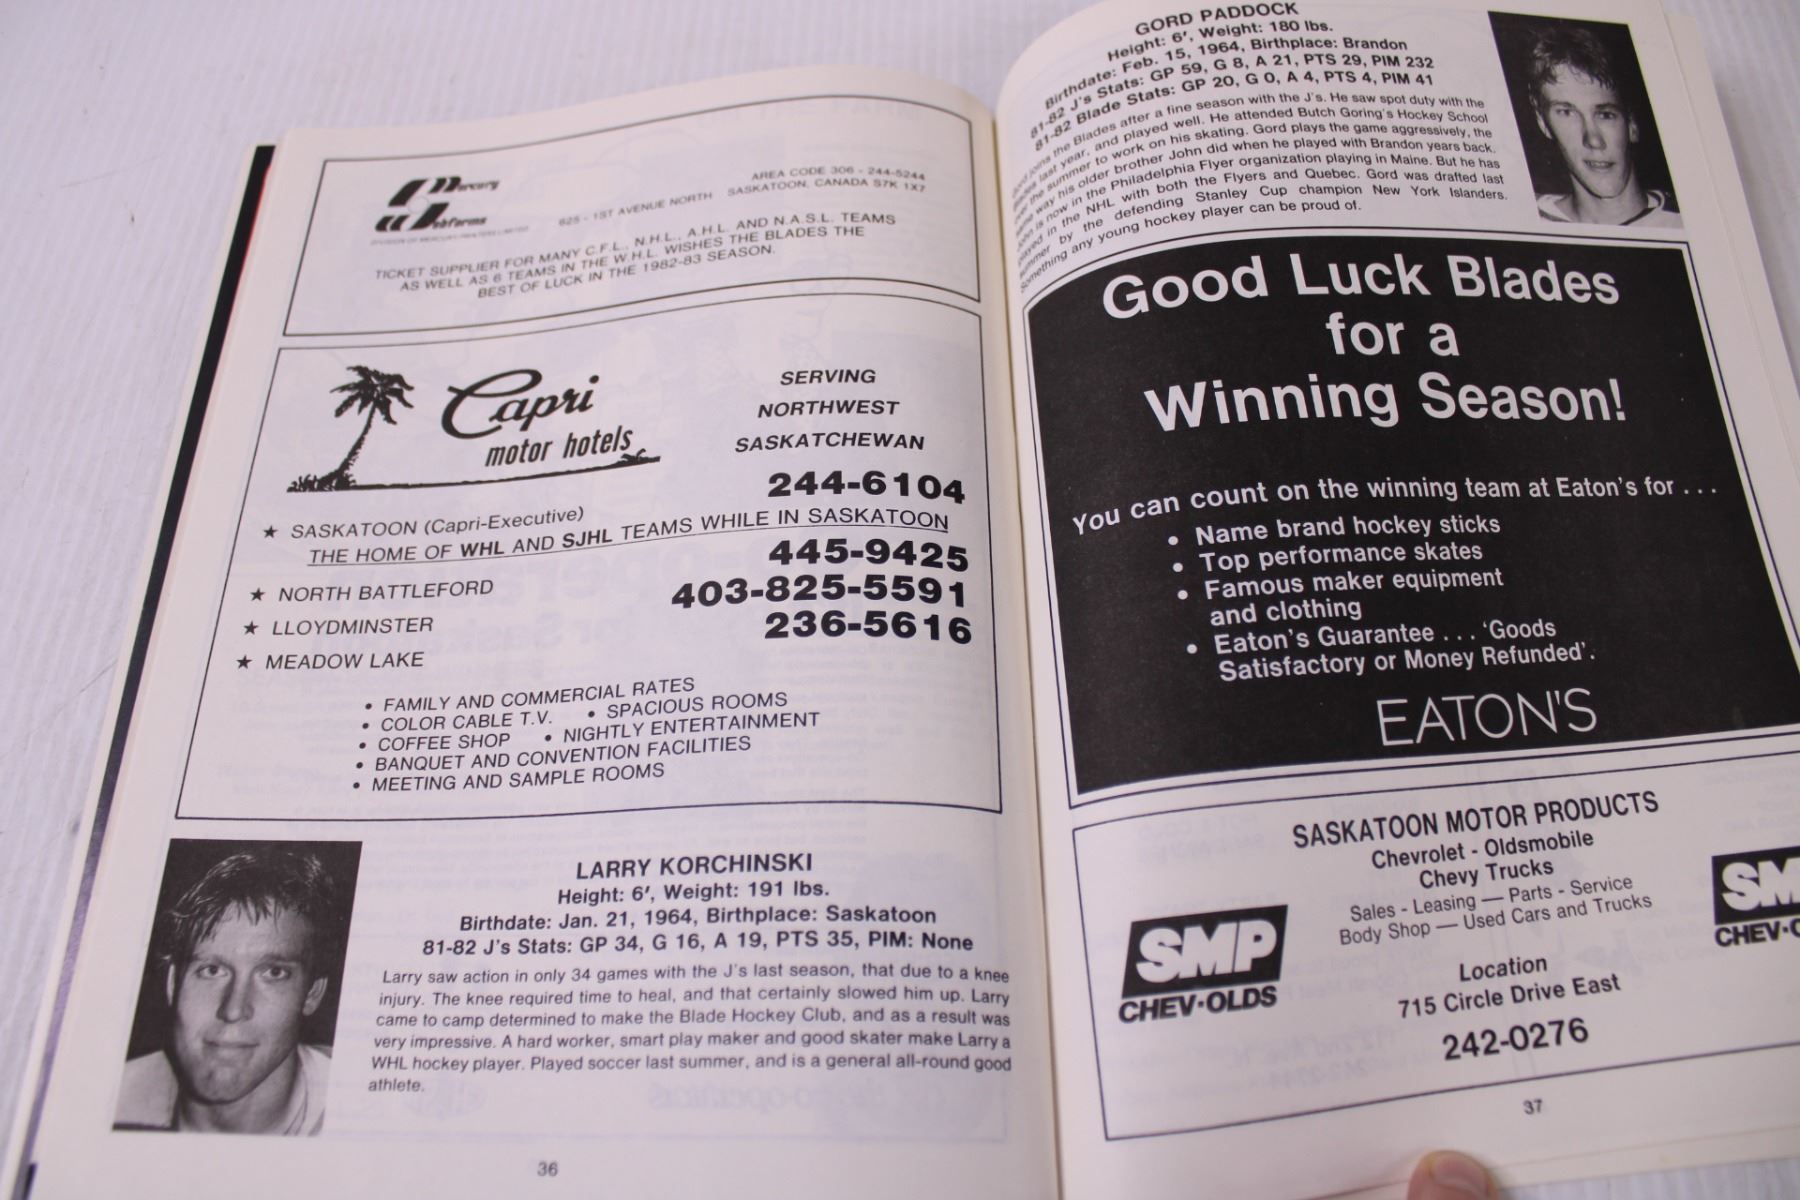 Mercury
Webforms
DIVISION OF MERCURY PRINTERS LIMITED
AREA CODE 306 - 244-5244
625 - 1ST AVENUE NORTH SASKATOON, CANADA S7K 1X7
TICKET SUPPLIER FOR MANY C.F.L., N.H.L., A.H.L. AND N.A.S.L. TEAMS
AS WELL AS 6 TEAMS IN THE W.H.L. WISHES THE BLADES THE
BEST OF LUCK IN THE 1982-83 SEASON.
Capri
motor hotels
SERVING
NORTHWEST
SASKATCHEWAN
244-6104
★ SASKATOON (Capri-Executive)
THE HOME OF WHL AND SJHL TEAMS WHILE IN SASKATOON
445-9425
★ NORTH BATTLEFORD
403-825-5591
★ LLOYDMINSTER
236-5616
★ MEADOW LAKE
• FAMILY AND COMMERCIAL RATES
• COLOR CABLE T.V. • SPACIOUS ROOMS
• COFFEE SHOP • NIGHTLY ENTERTAINMENT
• BANQUET AND CONVENTION FACILITIES
• MEETING AND SAMPLE ROOMS
LARRY KORCHINSKI
Height: 6', Weight: 191 lbs.
Birthdate: Jan. 21, 1964, Birthplace: Saskatoon
81-82 J's Stats: GP 34, G 16, A 19, PTS 35, PIM: None
Larry saw action in only 34 games with the J's last season, that due to a knee
injury. The knee required time to heal, and that certainly slowed him up. Larry
came to camp determined to make the Blade Hockey Club, and as a result was
very impressive. A hard worker, smart play maker and good skater make Larry a
WHL hockey player. Played soccer last summer, and is a general all-round good
athlete.
36
GORD PADDOCK
Height: 6', Weight: 180 lbs.
Birthdate: Feb. 15, 1964, Birthplace: Brandon
81-82 J's Stats: GP 59, G 8, A 21, PTS 29, PIM 232
81-82 Blade Stats: GP 20, G 0, A 4, PTS 4, PIM 41
Gord joins the Blades after a fine season with the J's. He saw spot duty with the
Blades last year, and played well. He attended Butch Goring's Hockey School
over the summer to work on his skating. Gord plays the game aggressively, the
same way his older brother John did when he played with Brandon years back.
John is now in the Philadelphia Flyer organization playing in Maine. But he has
played in the NHL with both the Flyers and Quebec. Gord was drafted last
summer by the defending Stanley Cup champion New York Islanders.
Something any young hockey player can be proud of.
Good Luck Blades
for a
Winning Season!
You can count on the winning team at Eaton's for ...
• Name brand hockey sticks
• Top performance skates
• Famous maker equipment
and clothing
• Eaton's Guarantee ... 'Goods
Satisfactory or Money Refunded'.
EATON'S
SASKATOON MOTOR PRODUCTS
Chevrolet - Oldsmobile
Chevy Trucks
Sales - Leasing — Parts - Service
Body Shop — Used Cars and Trucks
SMP
CHEV•OLDS
Location
715 Circle Drive East
242-0276
SM
CHEV•O
37